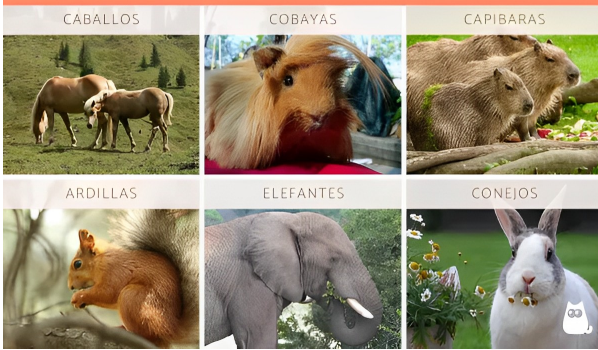 CABALLOS
COBAYAS
CAPIBARAS
ARDILLAS
ELEFANTES
CONEJOS